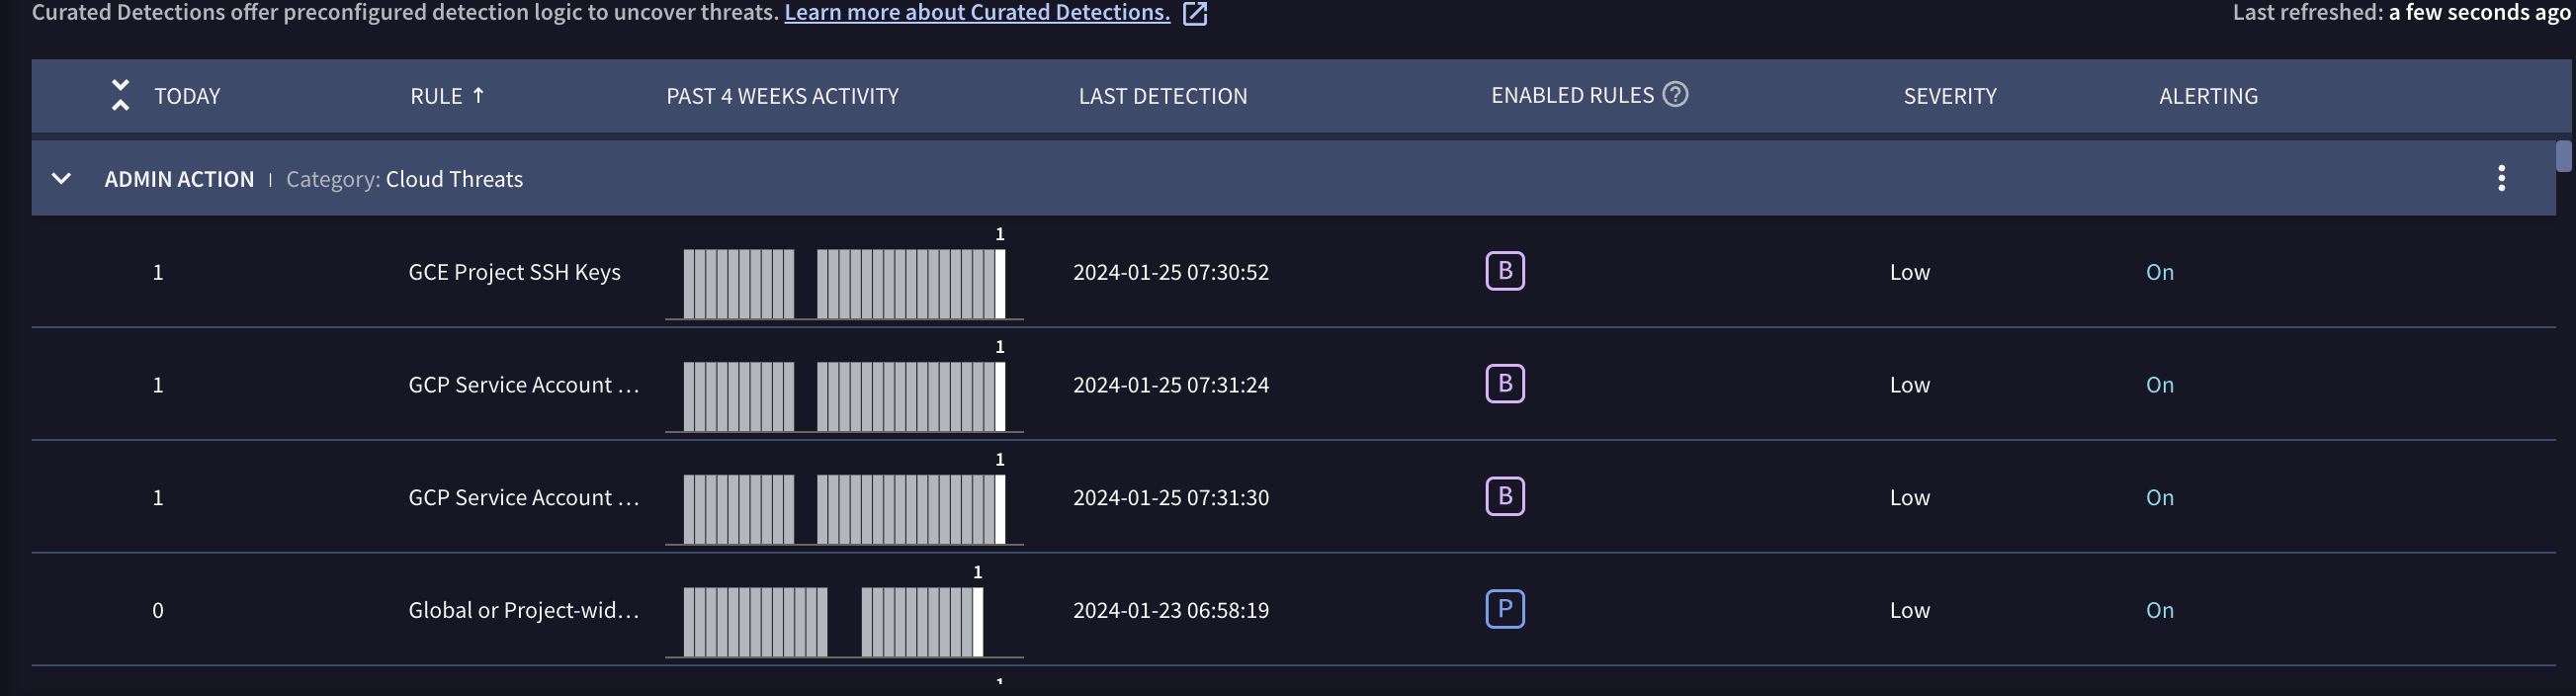 Curated Detections offer preconfigured detection logic to uncover threats. Learn more about Curated Detections. Last refreshed: a few seconds ago
TODAY RULE ↑ PAST 4 WEEKS ACTIVITY LAST DETECTION ENABLED RULES ? SEVERITY ALERTING
ADMIN ACTION | Category: Cloud Threats
1
1 GCE Project SSH Keys 2024-01-25 07:30:52 B Low On
1
1 GCP Service Account ... 2024-01-25 07:31:24 B Low On
1
1 GCP Service Account ... 2024-01-25 07:31:30 B Low On
1
0 Global or Project-wid... 2024-01-23 06:58:19 P Low On
1